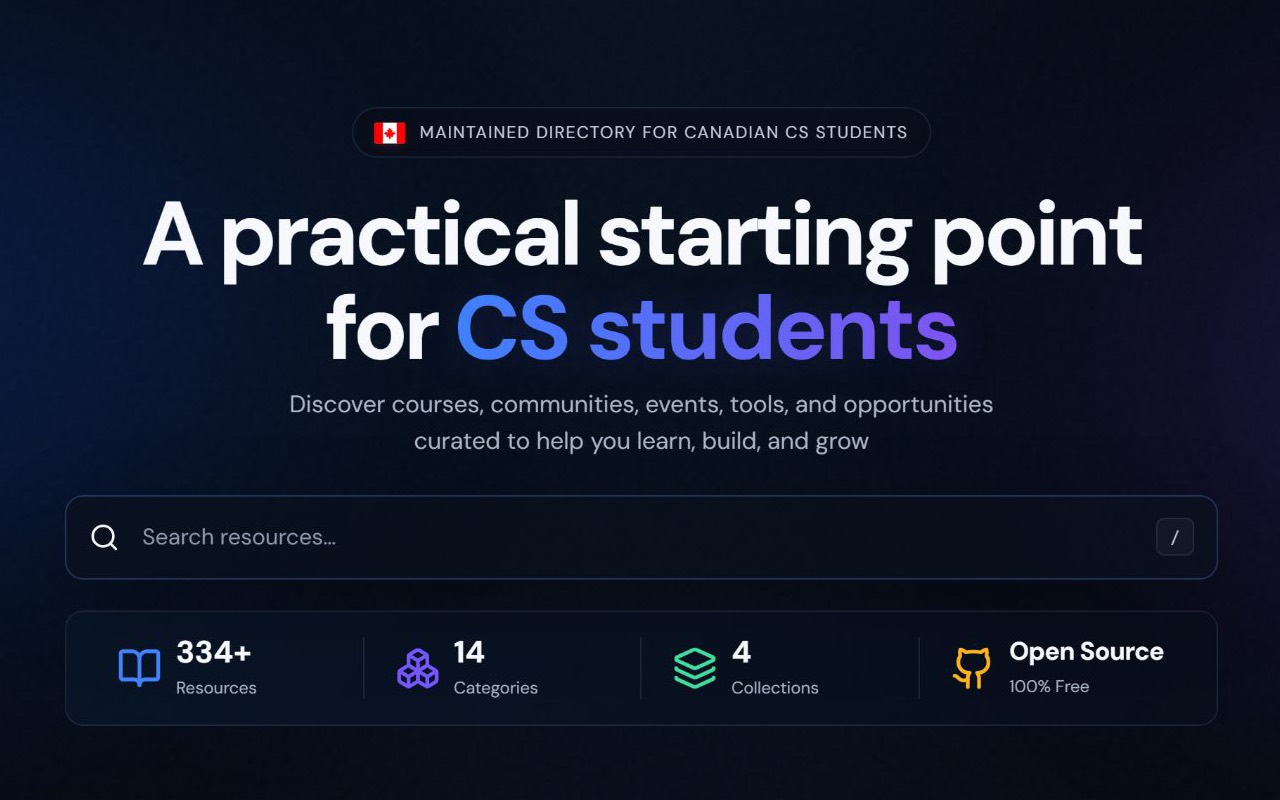 MAINTAINED DIRECTORY FOR CANADIAN CS STUDENTS
A practical starting point
for CS students
Discover courses, communities, events, tools, and opportunities
curated to help you learn, build, and grow
Search resources...
/
334+
Resources
14
Categories
4
Collections
Open Source
100% Free